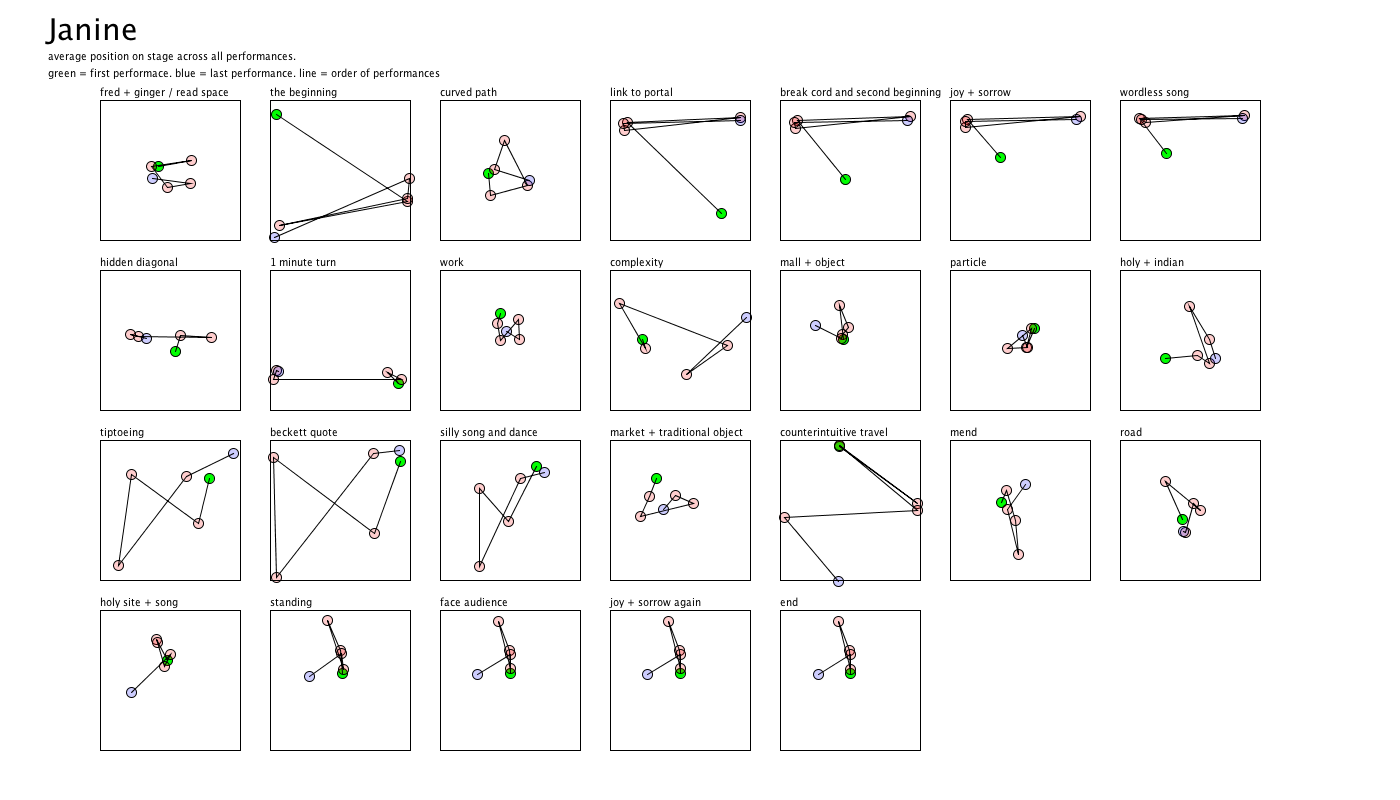 Janine
average position on stage across all performances.
green = first performace. blue = last performance. line = order of performances
fred + ginger / read space
the beginning
curved path
link to portal
break cord and second beginning
joy + sorrow
wordless song
hidden diagonal
1 minute turn
work
complexity
mall + object
particle
holy + indian
tiptoeing
beckett quote
silly song and dance
market + traditional object
counterintuitive travel
mend
road
holy site + song
standing
face audience
joy + sorrow again
end